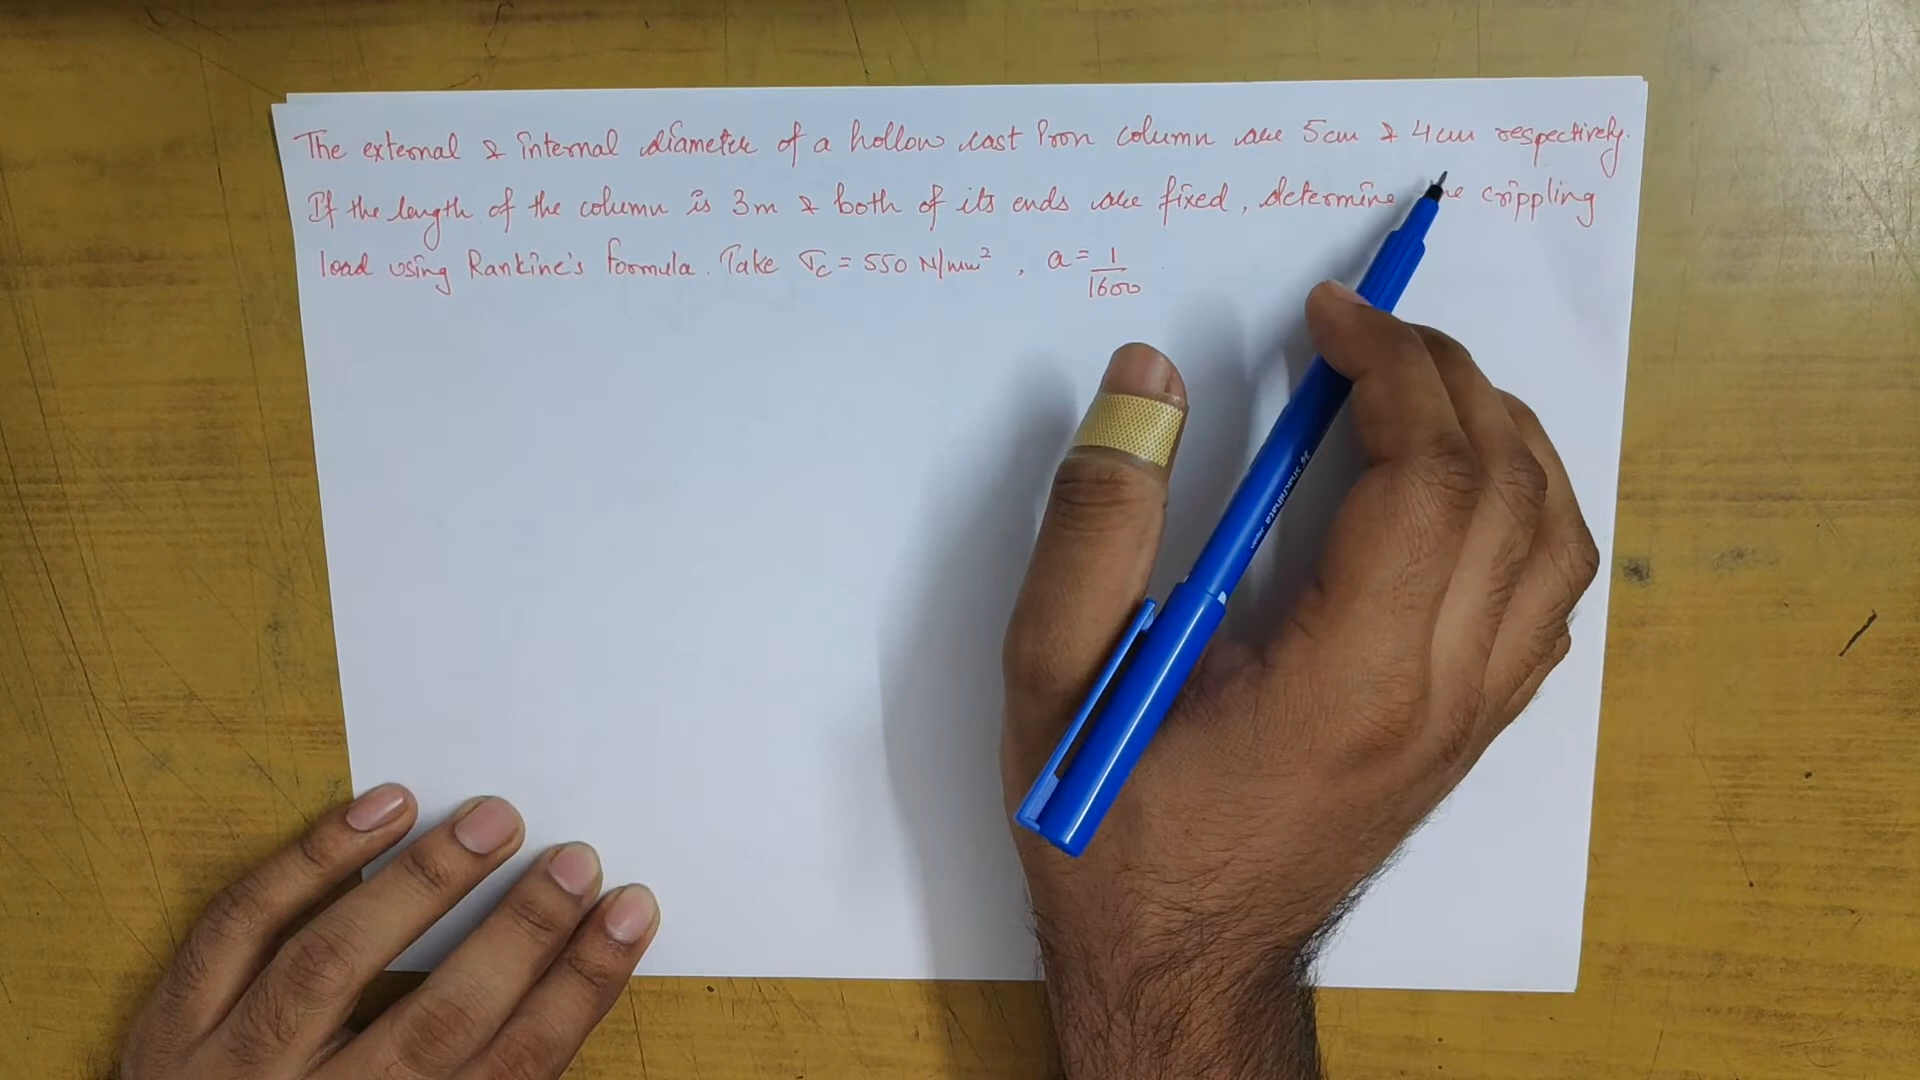 The external & internal diameter of a hollow cast Iron column are 5cm & 4cm respectively.
If the length of the column is 3m & both of its ends are fixed, determine crippling
load using Rankine's formula. Take σc = 550 N/mm², a = 1/1600
Shachihata